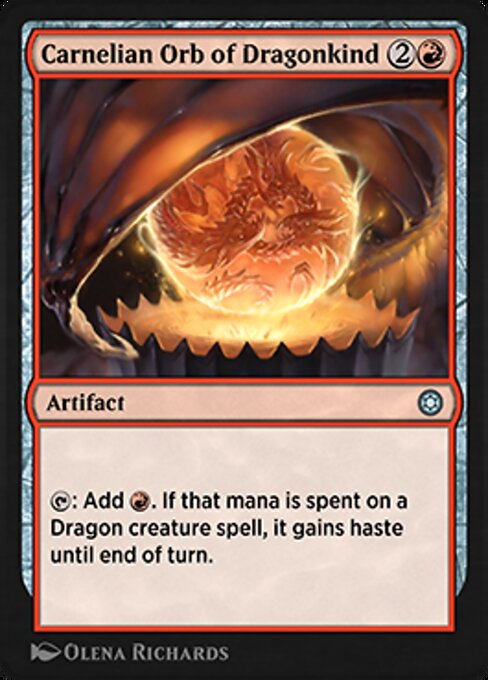 Carnelian Orb of Dragonkind 2
Artifact
: Add . If that mana is spent on a
Dragon creature spell, it gains haste
until end of turn.
Olena Richards